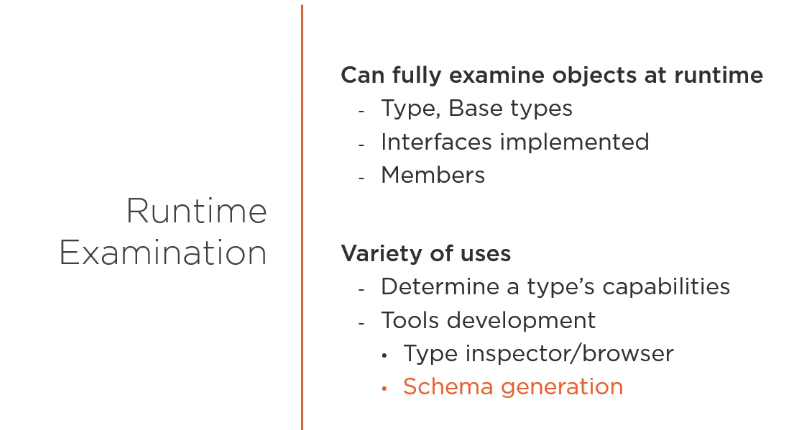 Runtime
Examination
Can fully examine objects at runtime
- Type, Base types
- Interfaces implemented
- Members
Variety of uses
- Determine a type’s capabilities
- Tools development
• Type inspector/browser
• Schema generation